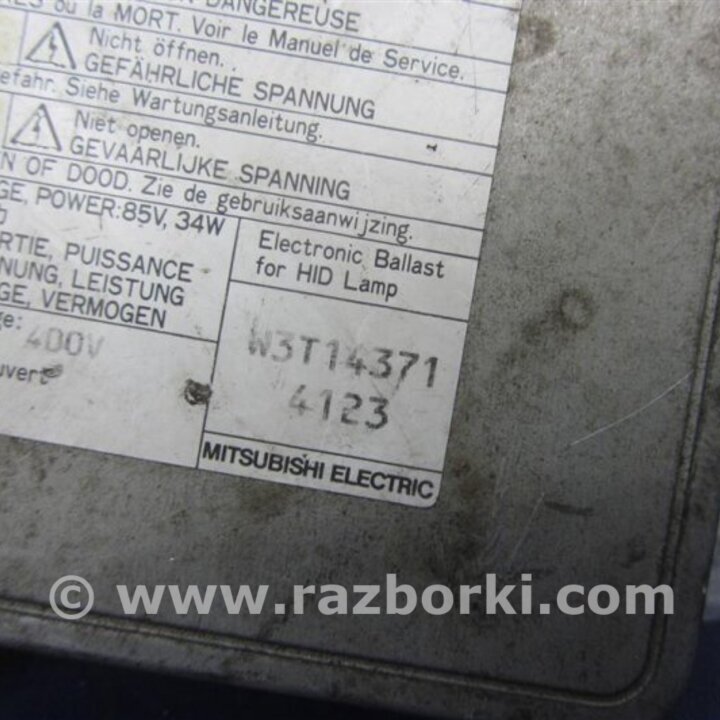 DANGEREUSE
ou la MORT. Voir le Manuel de Service.
Nicht öffnen.
GEFÄHRLICHE SPANNUNG
Siehe Wartungsanleitung.
Niet openen.
GEVAARLIJKE SPANNING
OF DOOD. Zie de gebruiksaanwijzing.
GE, POWER:85V, 34W
RTIE, PUISSANCE
NUNG, LEISTUNG
GE, VERMOGEN
ge:
400V
uvert
Electronic Ballast
for HID Lamp
W3T14371
4123
MITSUBISHI ELECTRIC
© www.razborki.com